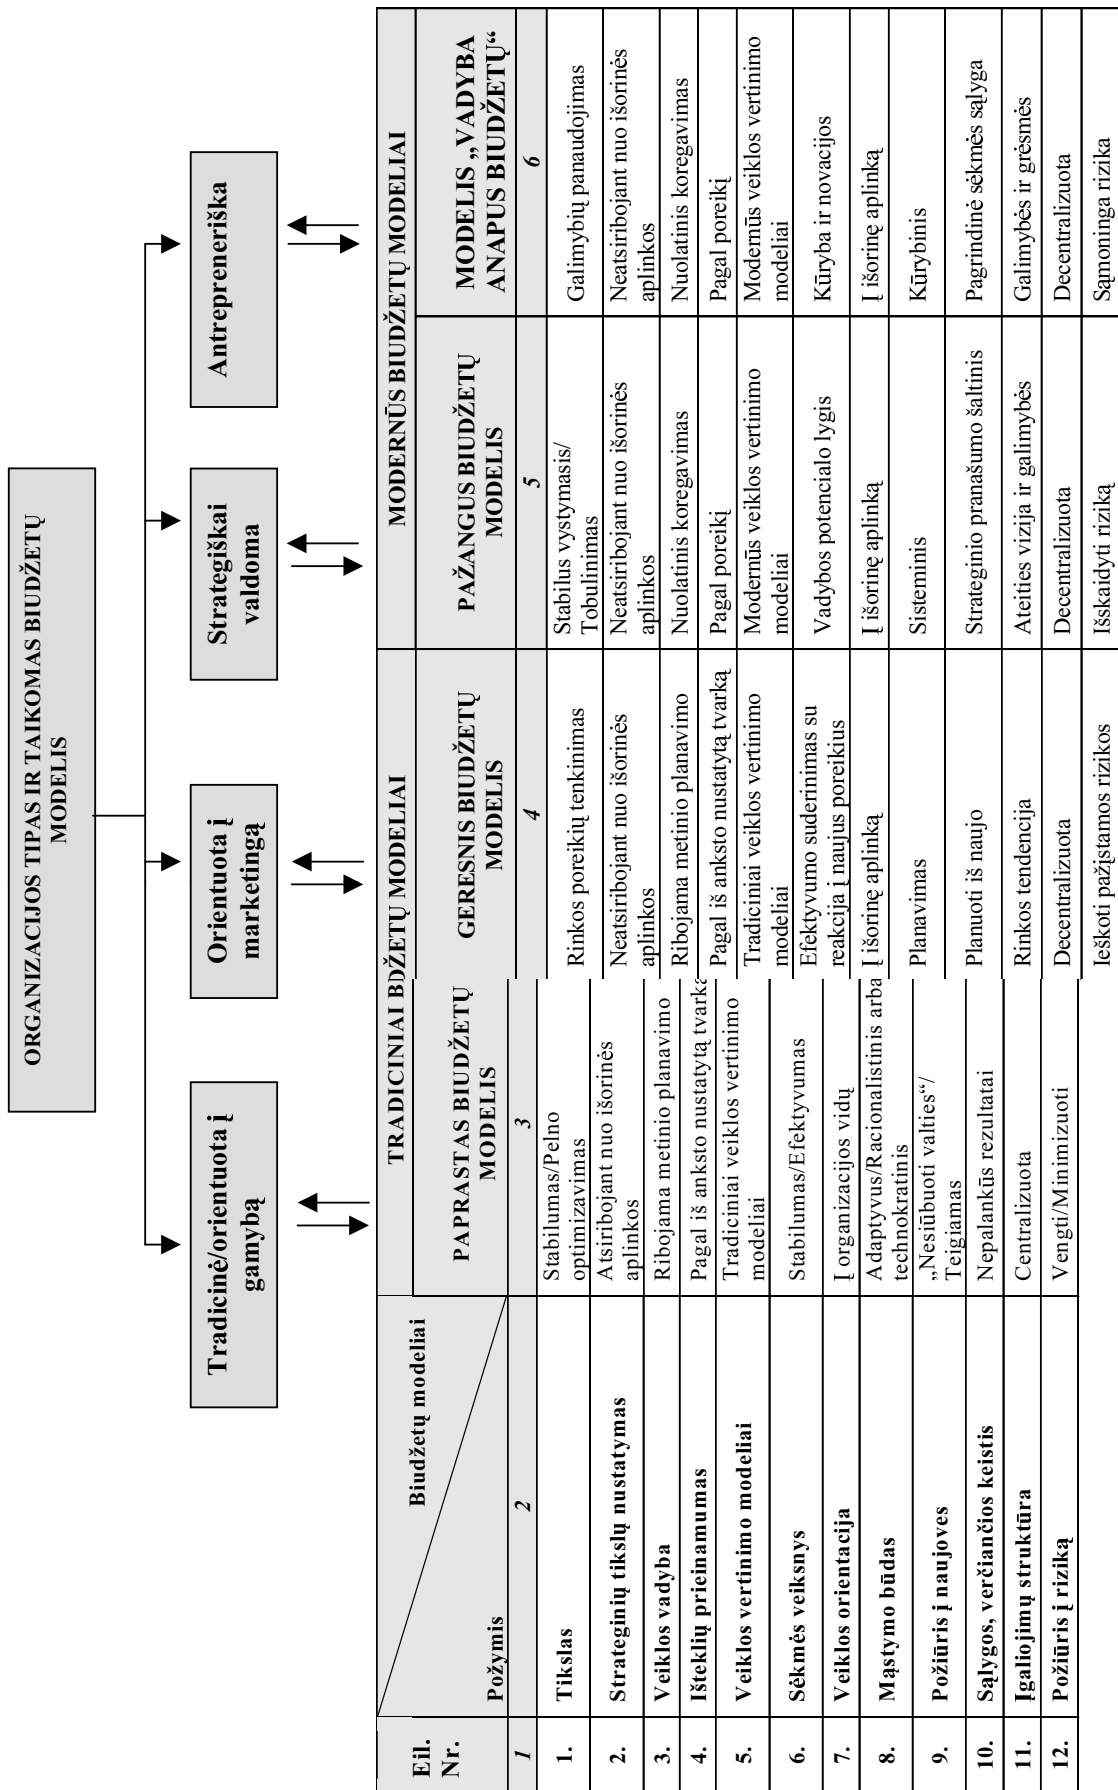 ORGANIZACIJOS TIPAS IR TAIKOMAS BIUDŽETŲ
MODELIS
Tradicinė/orientuota į
gamybą
Orientuota į
marketingą
Strategiškai
valdoma
Antrepreneriška
Eil.
Nr.
Biudžetų modeliai
Požymis
TRADICINIAI BDŽETŲ MODELIAI
MODERNŪS BIUDŽETŲ MODELIAI
PAPRASTAS BIUDŽETŲ
MODELIS
GERESNIS BIUDŽETŲ
MODELIS
PAŽANGUS BIUDŽETŲ
MODELIS
MODELIS „VADYBA
ANAPUS BIUDŽETŲ“
1 2 3 4 5 6
1.
Tikslas
Stabilumas/Pelno
optimizavimas
Rinkos poreikių tenkinimas
Stabilus vystymasis/
Tobulinimas
Galimybių panaudojimas
2.
Strateginių tikslų nustatymas
Atsiribojant nuo išorinės
aplinkos
Neatsiribojant nuo išorinės
aplinkos
Neatsiribojant nuo išorinės
aplinkos
Neatsiribojant nuo išorinės
aplinkos
3.
Veiklos vadyba
Ribojama metinio planavimo
Ribojama metinio planavimo
Nuolatinis koregavimas
Nuolatinis koregavimas
4.
Išteklių prieinamumas
Pagal iš anksto nustatytą tvarką
Pagal iš anksto nustatytą tvarką
Pagal poreikį
Pagal poreikį
5.
Veiklos vertinimo modeliai
Tradiciniai veiklos vertinimo
modeliai
Tradiciniai veiklos vertinimo
modeliai
Modernūs veiklos vertinimo
modeliai
Modernūs veiklos vertinimo
modeliai
6.
Sėkmės veiksnys
Stabilumas/Efektyvumas
Efektyvumo suderinimas su
reakcija į naujus poreikius
Vadybos potencialo lygis
Kūryba ir novacijos
7.
Veiklos orientacija
Į organizacijos vidų
Į išorinę aplinką
Į išorinę aplinką
Į išorinę aplinką
8.
Mąstymo būdas
Adaptyvus/Racionalistinis arba
technokratinis
Planavimas
Sisteminis
Kūrybinis
9.
Požiūris į naujoves
„Nesiūbuoti valties“/
Teigiamas
Planuoti iš naujo
Strateginio pranašumo šaltinis
Pagrindinė sėkmės sąlyga
10.
Sąlygos, verčiančios keistis
Nepalankūs rezultatai
Rinkos tendencija
Ateities vizija ir galimybės
Galimybės ir grėsmės
11.
Įgaliojimų struktūra
Centralizuota
Decentralizuota
Decentralizuota
Decentralizuota
12.
Požiūris į riziką
Vengti/Minimizuoti
Ieškoti pažįstamos rizikos
Išskaidyti riziką
Sąmoninga rizika